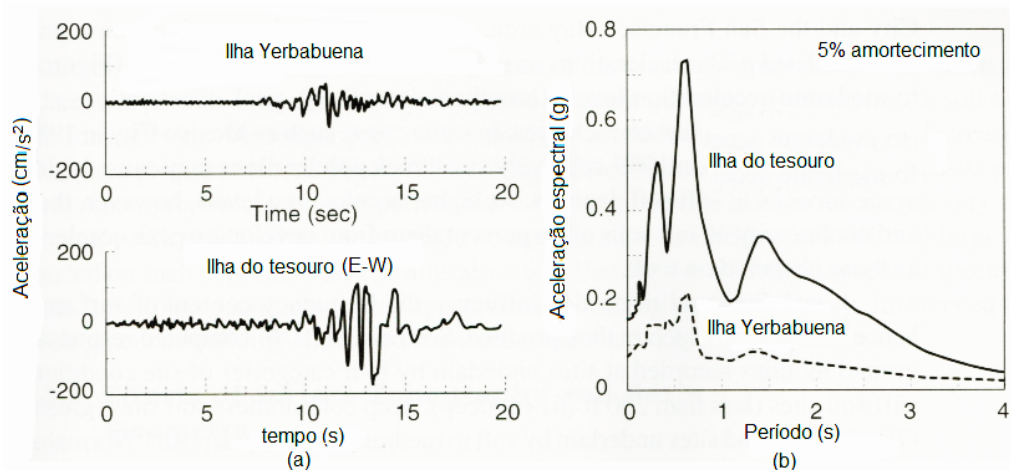 200
Ilha Yerbabuena
0
-200
0 5 10 15 20
Time (sec)
Aceleração (cm/s²)
200
Ilha do tesouro (E-W)
0
-200
0 5 10 15 20
tempo (s)
(a)
0.8
5% amortecimento
0.6
Ilha do tesouro
0.4
Aceleração espectral (g)
0.2
Ilha Yerbabuena
0
0 1 2 3 4
Período (s)
(b)